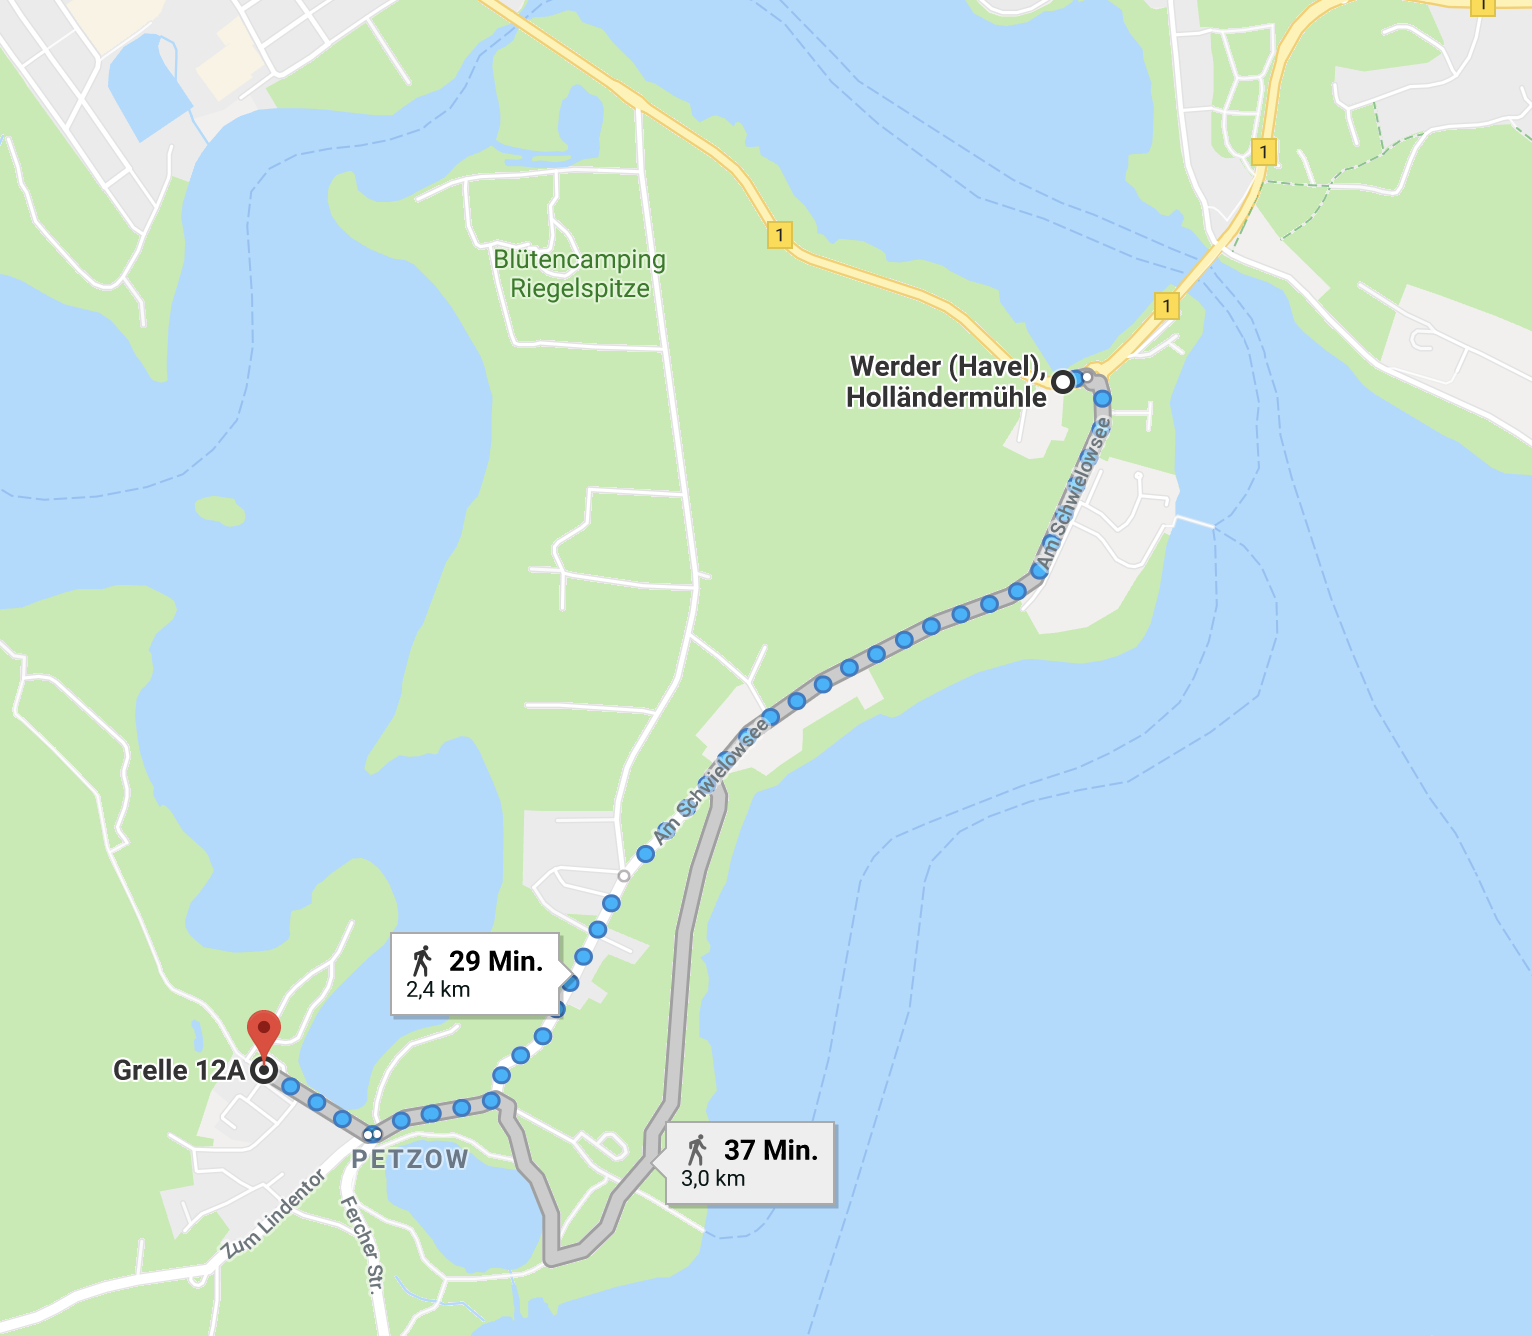 1
1
1
Blütencamping
Riegelspitze
1
Werder (Havel),
Holländermühle
Am Schwielowsee
Am Schwielowsee
29 Min.
2,4 km
Grelle 12A
37 Min.
3,0 km
PETZOW
Zum Lindentor
Fercher Str.